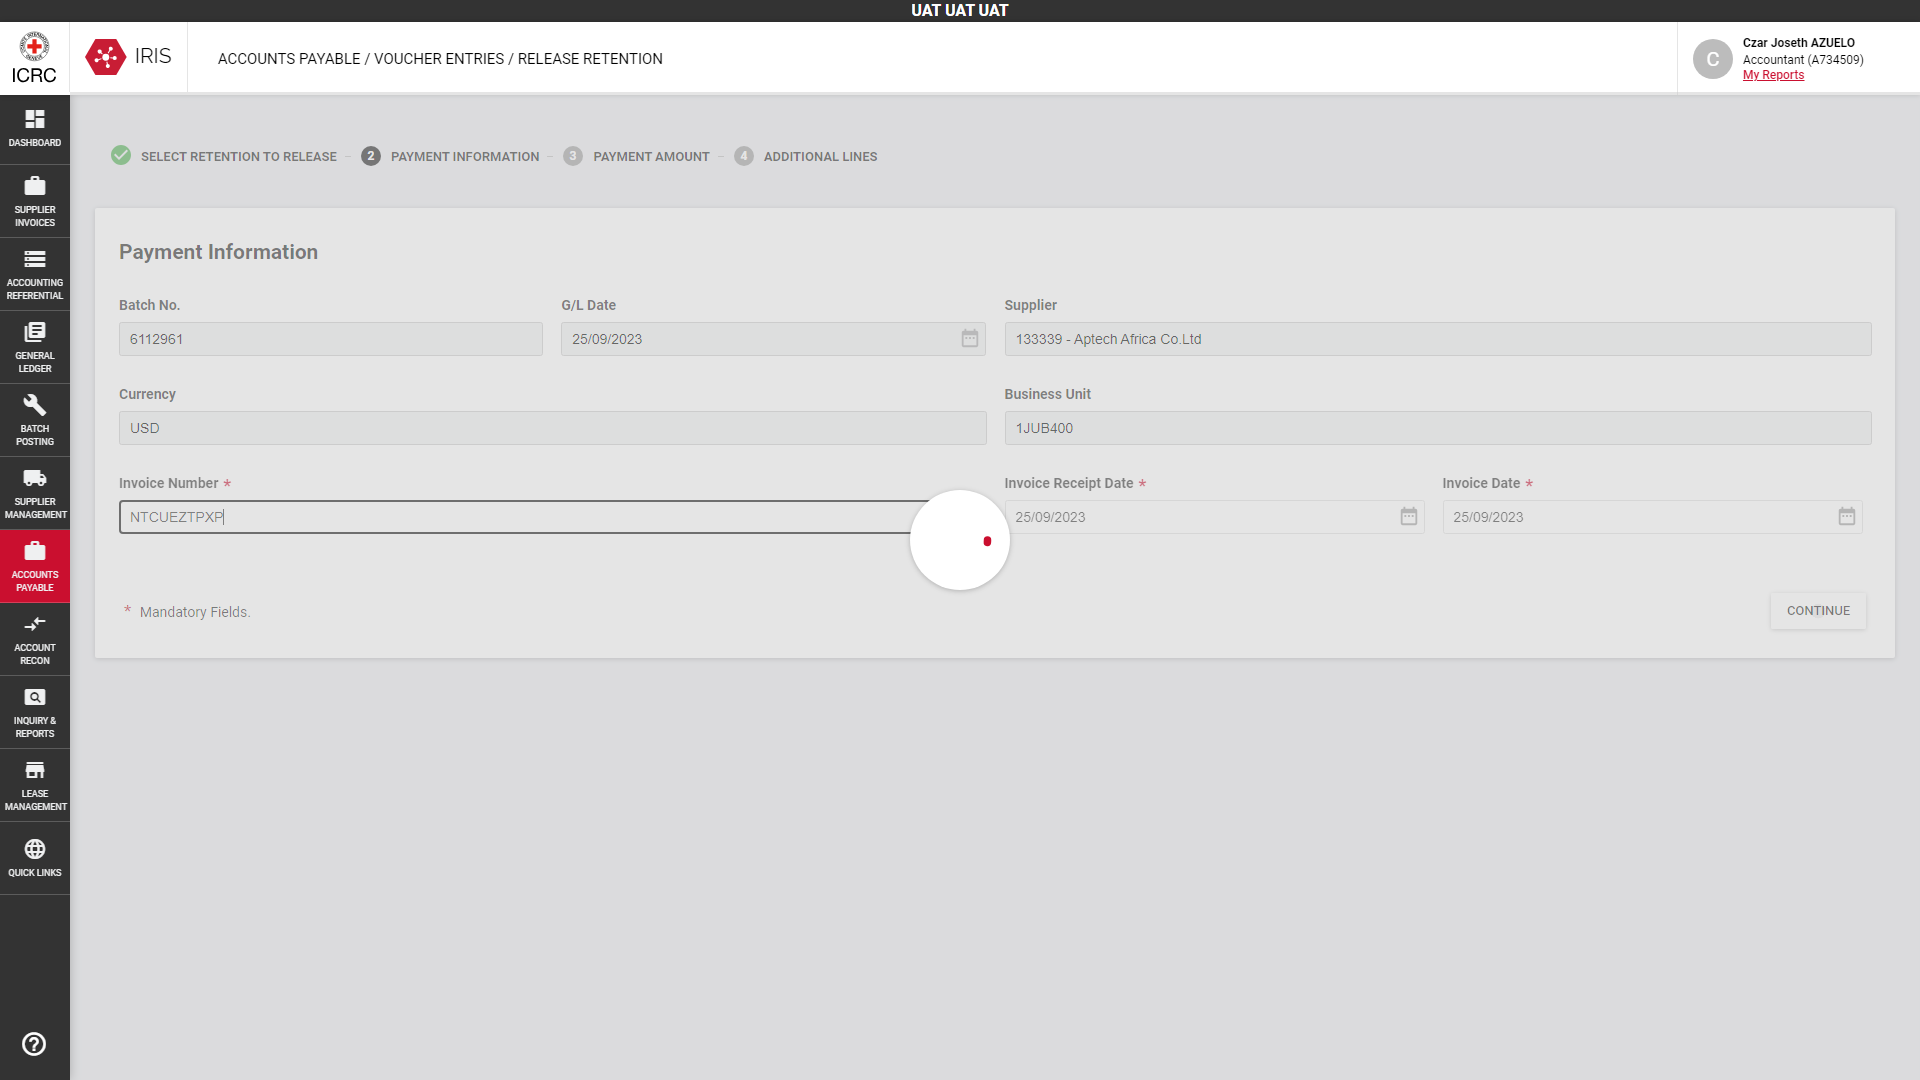 UAT UAT UAT
ICRC
IRIS
ACCOUNTS PAYABLE / VOUCHER ENTRIES / RELEASE RETENTION
C
Czar Joseth AZUELO
Accountant (A734509)
My Reports
DASHBOARD
SUPPLIER
INVOICES
ACCOUNTING
REFERENTIAL
GENERAL
LEDGER
BATCH
POSTING
SUPPLIER
MANAGEMENT
ACCOUNTS
PAYABLE
ACCOUNT
RECON
INQUIRY &
REPORTS
LEASE
MANAGEMENT
QUICK LINKS
SELECT RETENTION TO RELEASE
2 PAYMENT INFORMATION
3 PAYMENT AMOUNT
4 ADDITIONAL LINES
Payment Information
Batch No. G/L Date Supplier
6112961 25/09/2023 133339 - Aptech Africa Co.Ltd
Currency Business Unit
USD 1JUB400
Invoice Number * Invoice Receipt Date * Invoice Date *
NTCUEZTPXP 25/09/2023 25/09/2023
* Mandatory Fields.
CONTINUE